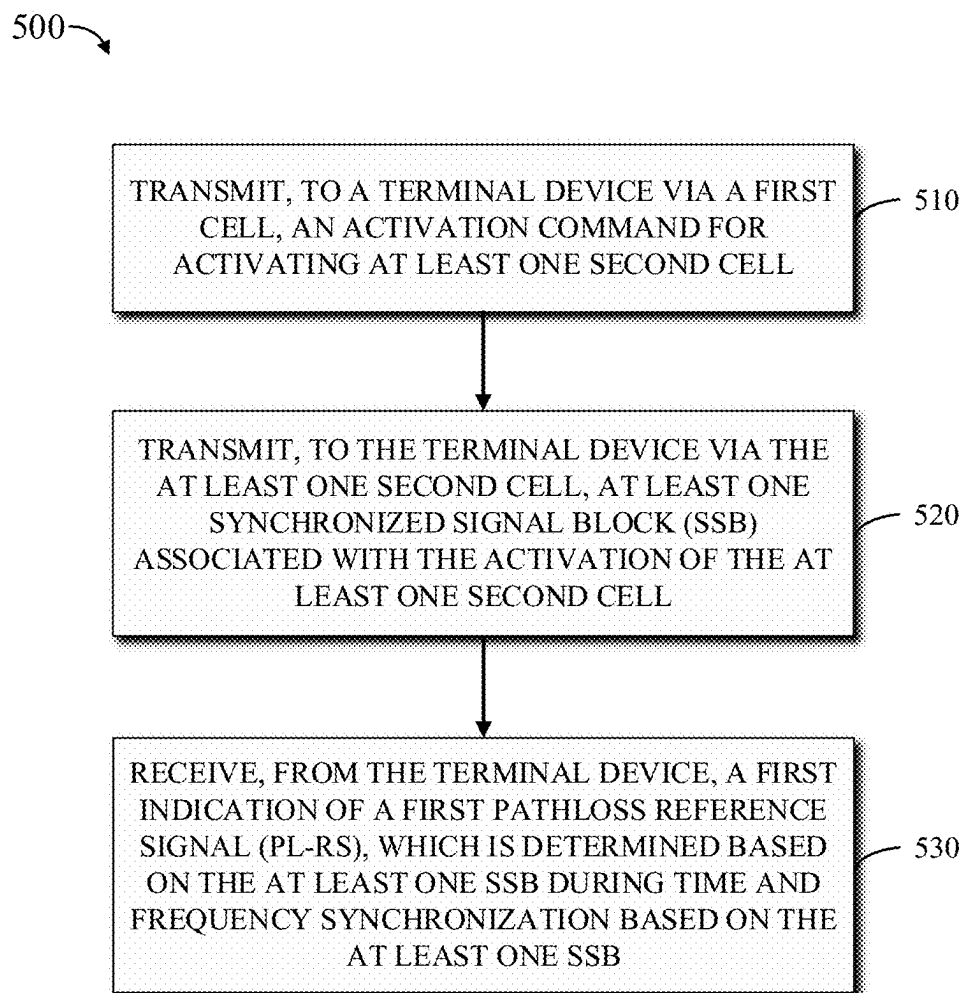 500
TRANSMIT, TO A TERMINAL DEVICE VIA A FIRST
CELL, AN ACTIVATION COMMAND FOR
ACTIVATING AT LEAST ONE SECOND CELL
510
TRANSMIT, TO THE TERMINAL DEVICE VIA THE
AT LEAST ONE SECOND CELL, AT LEAST ONE
SYNCHRONIZED SIGNAL BLOCK (SSB)
ASSOCIATED WITH THE ACTIVATION OF THE AT
LEAST ONE SECOND CELL
520
RECEIVE, FROM THE TERMINAL DEVICE, A FIRST
INDICATION OF A FIRST PATHLOSS REFERENCE
SIGNAL (PL-RS), WHICH IS DETERMINED BASED
ON THE AT LEAST ONE SSB DURING TIME AND
FREQUENCY SYNCHRONIZATION BASED ON THE
AT LEAST ONE SSB
530